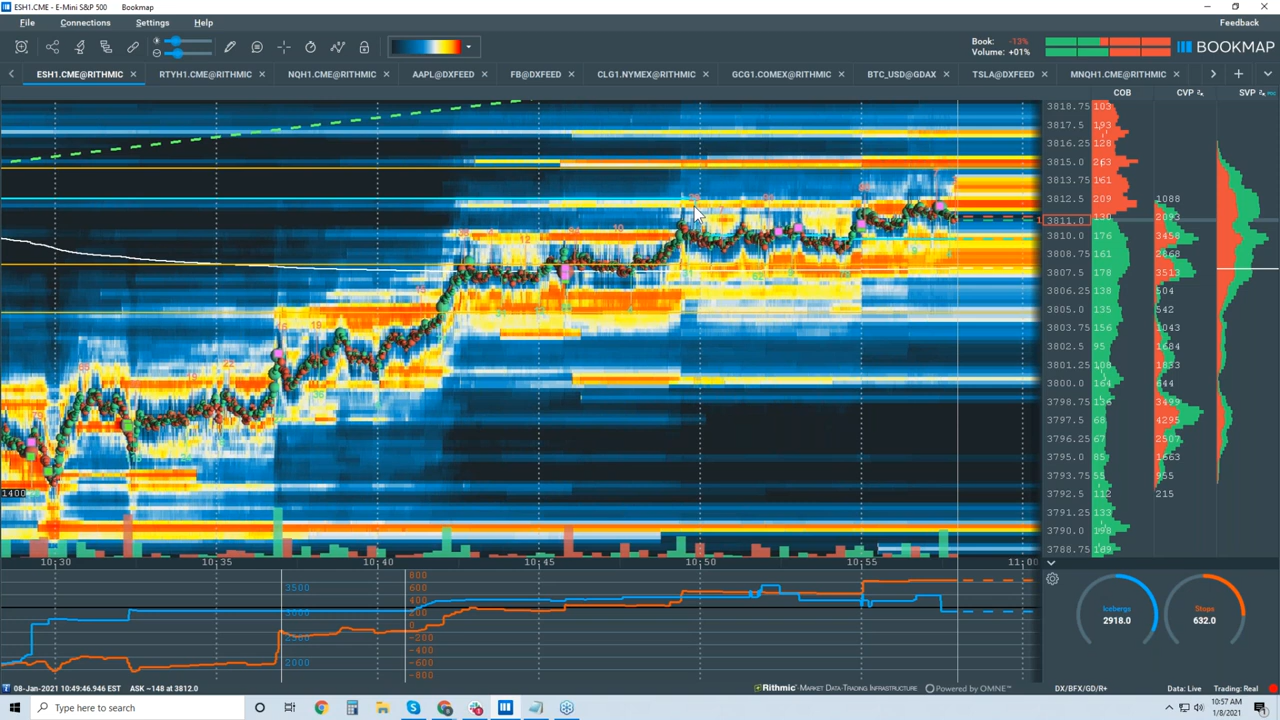 ESH1.CME - E-Mini S&P 500 Bookmap
File Connections Settings Help Feedback
Book: -13%
Volume: +01%
BOOKMAP
ESH1.CME@RITHMIC RTYH1.CME@RITHMIC NQH1.CME@RITHMIC AAPL@DXFEED FB@DXFEED CLG1.NYMEX@RITHMIC GCG1.COMEX@RITHMIC BTC_USD@GDAX TSLA@DXFEED MNQH1.CME@RITHMIC
COB CVP SVP
3818.75 103
3817.5 193
3816.25 128
3815.0 263
3813.75 161
3812.5 209 1088
3811.0 130 2093
3810.0 176 3458
3808.75 161 2868
3807.5 178 3513
3806.25 128 504
3805.0 135 542
3803.75 156 1043
3802.5 195 1684
3801.25 108 1833
3800.0 164 644
3798.75 136 3499
3797.5 68 4295
3796.25 67 2507
3795.0 85 1663
3793.75 55 955
3792.5 112 215
3791.25 133
3790.0 198
3788.75 169
1400
10:30 10:35 10:40 10:45 10:50 10:55 11:00
3500
3000
2500
2000
800
600
400
200
0
-200
-400
-600
-800
Icebergs
2918.0
Stops
632.0
08-Jan-2021 10:49:46.946 EST ASK ~148 at 3812.0
Rithmic - Market Data-Trading Infrastructure Powered by OMNE™
DX/BFX/GD/R+ Data: Live Trading: Real
Type here to search
10:57 AM
1/8/2021